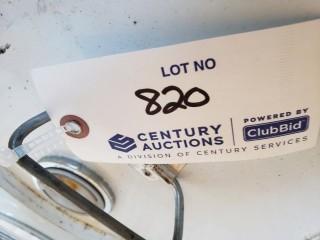 LOT NO
820
CENTURY
AUCTIONS
A DIVISION OF CENTURY SERVICES
POWERED BY
ClubBid